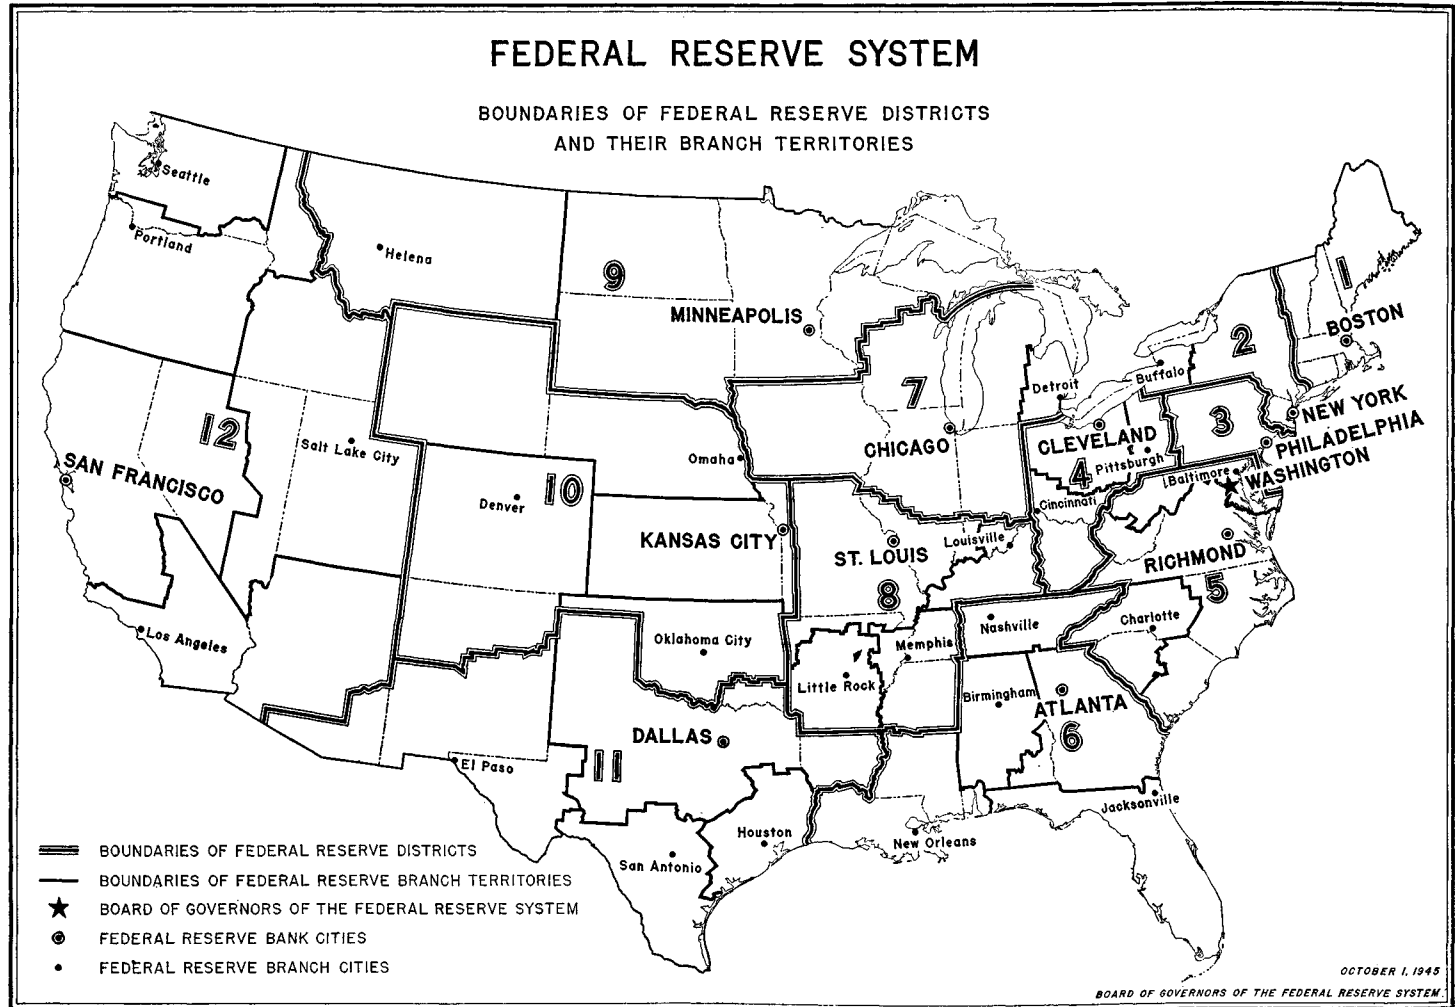 FEDERAL RESERVE SYSTEM
BOUNDARIES OF FEDERAL RESERVE DISTRICTS
AND THEIR BRANCH TERRITORIES
Seattle
Portland
Helena
9
MINNEAPOLIS
1
BOSTON
2
Buffalo
Detroit
7
CHICAGO
NEW YORK
3
PHILADELPHIA
WASHINGTON
CLEVELAND
4
Pittsburgh
Baltimore
Cincinnati
12
SAN FRANCISCO
Salt Lake City
Omaha
Denver
10
KANSAS CITY
ST. LOUIS
8
Louisville
RICHMOND
5
Los Angeles
Oklahoma City
Memphis
Nashville
Charlotte
Little Rock
Birmingham
ATLANTA
6
DALLAS
11
El Paso
Houston
San Antonio
New Orleans
Jacksonville
BOUNDARIES OF FEDERAL RESERVE DISTRICTS
BOUNDARIES OF FEDERAL RESERVE BRANCH TERRITORIES
BOARD OF GOVERNORS OF THE FEDERAL RESERVE SYSTEM
FEDERAL RESERVE BANK CITIES
FEDERAL RESERVE BRANCH CITIES
OCTOBER 1, 1945
BOARD OF GOVERNORS OF THE FEDERAL RESERVE SYSTEM